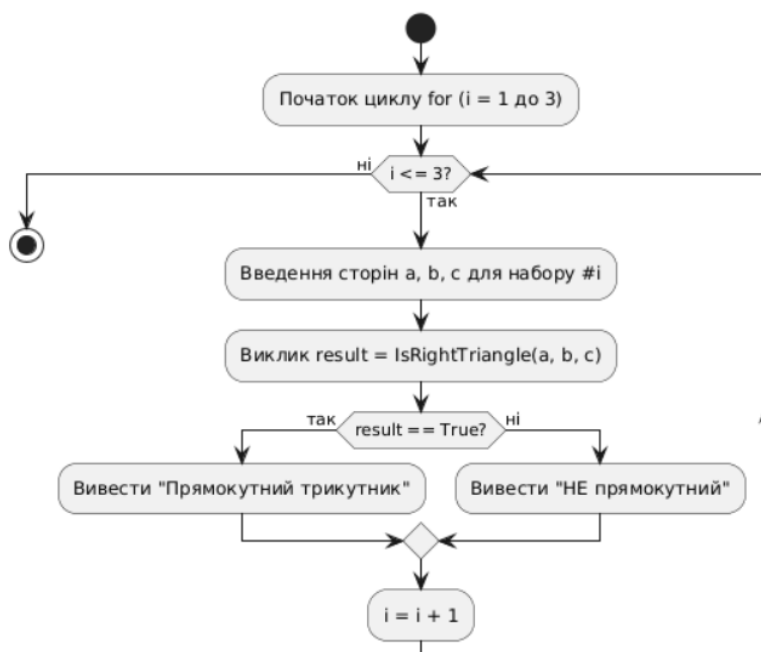 Початок циклу for (i = 1 до 3)
ні
i <= 3?
так
Введення сторін a, b, c для набору #i
Виклик result = IsRightTriangle(a, b, c)
так
result == True?
ні
Вивести "Прямокутний трикутник"
Вивести "НЕ прямокутний"
i = i + 1